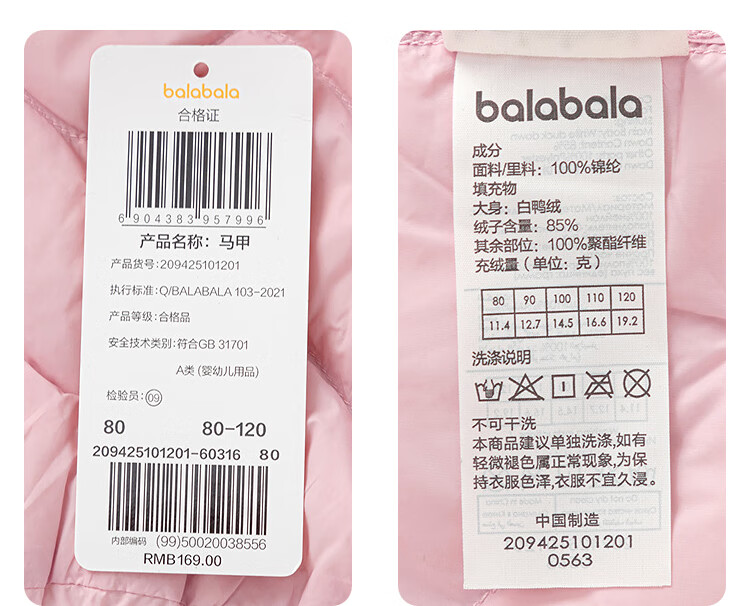 balabala
合格证
6 904383 957996
产品名称：马甲
产品货号：209425101201
执行标准：Q/BALABALA 103-2021
产品等级：合格品
安全技术类别：符合GB 31701
A类 (婴幼儿用品)
检验员：09
80 80-120
209425101201-60316 80
内部编码 (99)50020038556
RMB169.00
balabala
成分
面料/里料：100%锦纶
填充物
大身：白鸭绒
绒子含量：85%
其余部位：100%聚酯纤维
充绒量（单位：克）
80 90 100 110 120
11.4 12.7 14.5 16.6 19.2
洗涤说明
不可干洗
本商品建议单独洗涤,如有
轻微褪色属正常现象,为保
持衣服色泽,衣服不宜久浸。
中国制造
209425101201
0563